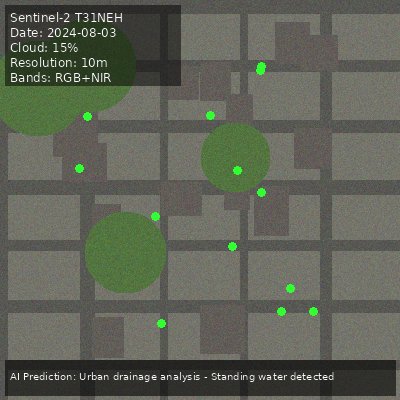 Sentinel-2 T31NEH
Date: 2024-08-03
Cloud: 15%
Resolution: 10m
Bands: RGB+NIR
AI Prediction: Urban drainage analysis - Standing water detected